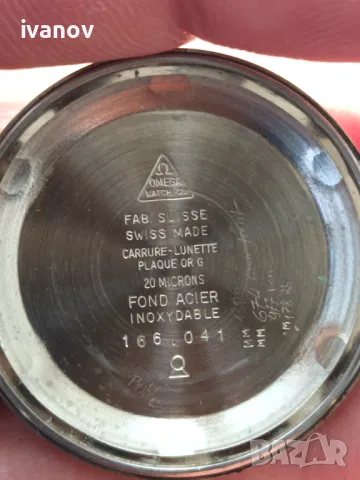 ivanov
Ω
OMEGA
WATCH CO
FAB. SUISSE
SWISS MADE
CARRURE-LUNETTE
PLAQUE OR G
20 MICRONS
FOND ACIER
INOXYDABLE
166.041
BAZAR.bg